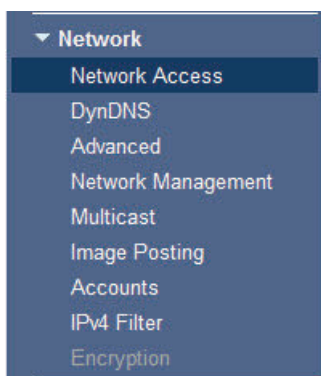 Network
Network Access
DynDNS
Advanced
Network Management
Multicast
Image Posting
Accounts
IPv4 Filter
Encryption